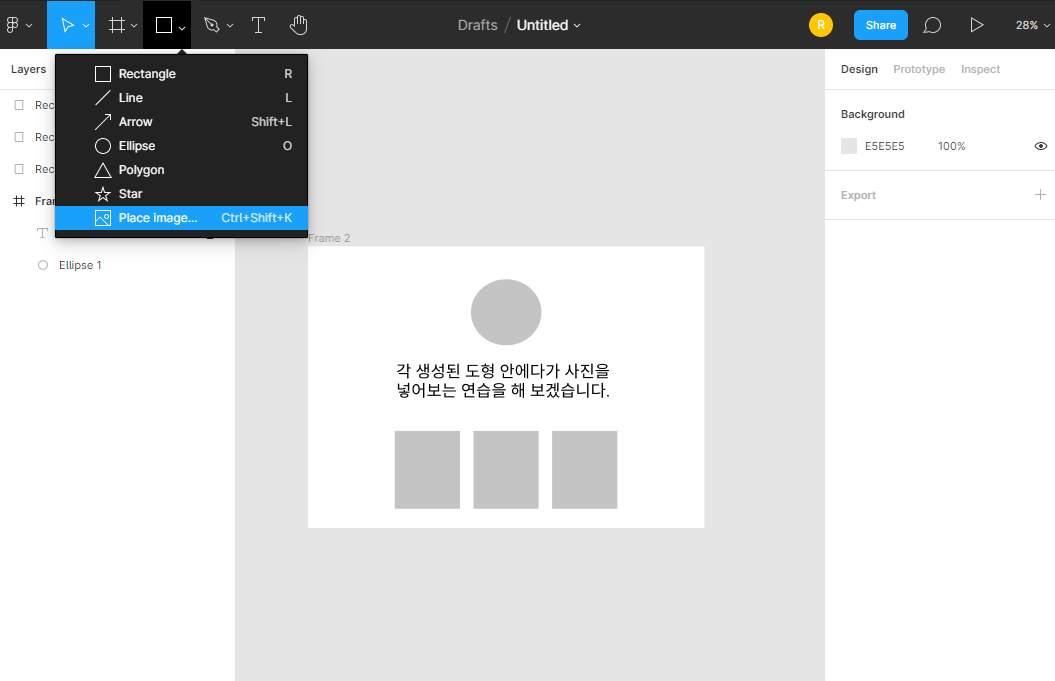 Drafts / Untitled
R
Share
28%
Layers
Rectangle R
Line L
Arrow Shift+L
Ellipse O
Polygon
Star
Place image... Ctrl+Shift+K
Rec
Rec
Rec
Fra
Ellipse 1
Frame 2
각 생성된 도형 안에다가 사진을
넣어보는 연습을 해 보겠습니다.
Design Prototype Inspect
Background
E5E5E5 100%
Export